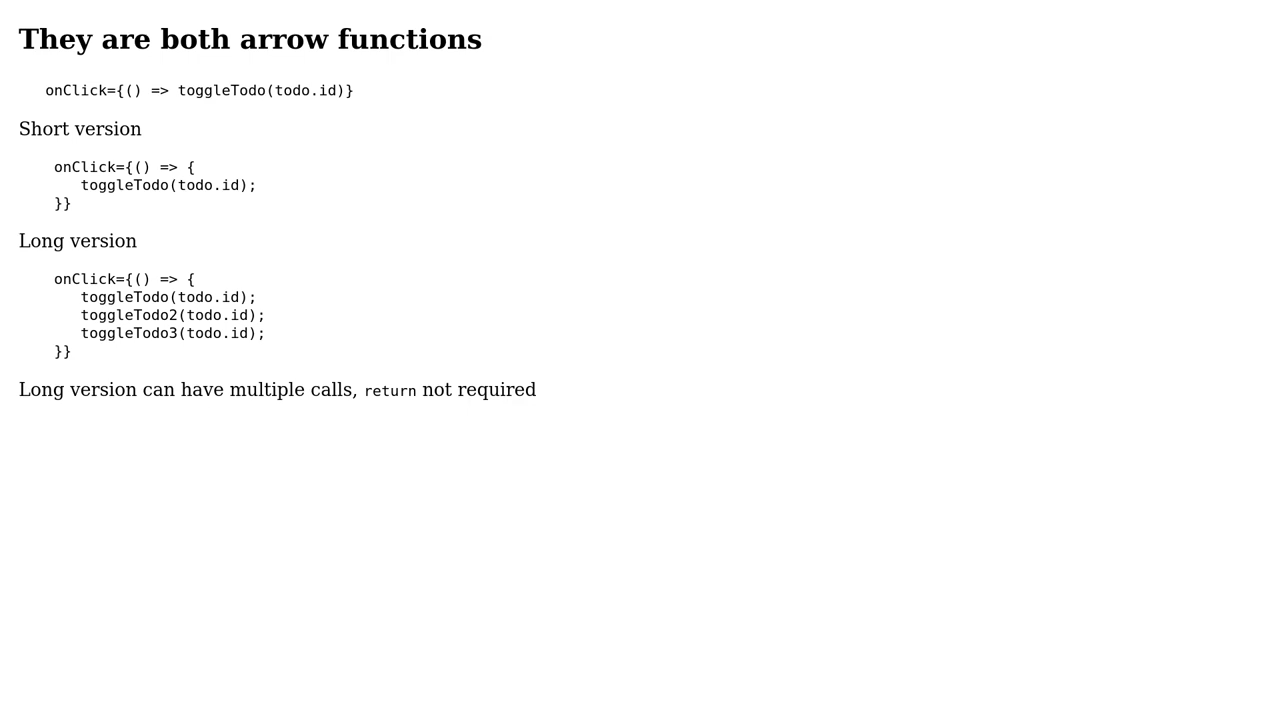 They are both arrow functions
onClick={() => toggleTodo(todo.id)}
Short version
onClick={() => {
toggleTodo(todo.id);
}}
Long version
onClick={() => {
toggleTodo(todo.id);
toggleTodo2(todo.id);
toggleTodo3(todo.id);
}}
Long version can have multiple calls, return not required